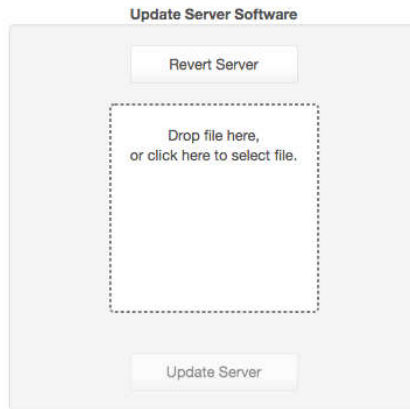 Update Server Software
Revert Server
Drop file here,
or click here to select file.
Update Server